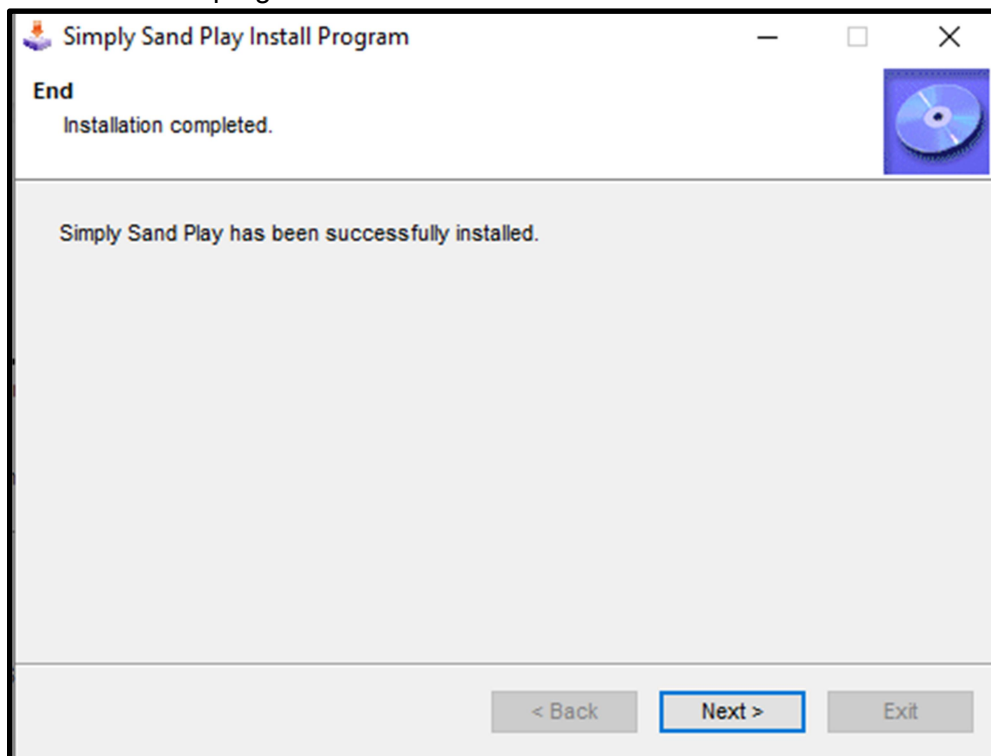 Simply Sand Play Install Program
End
Installation completed.
Simply Sand Play has been successfully installed.
< Back Next > Exit